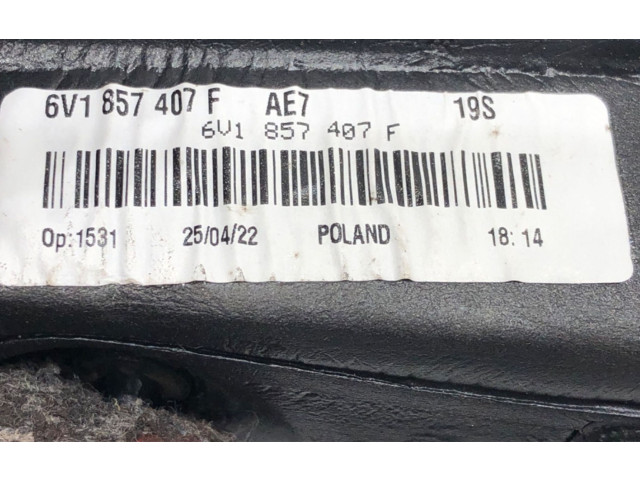 6V1 857 407 F AE7 19S
6V1 857 407 F
Op:1531 25/04/22 POLAND 18:14